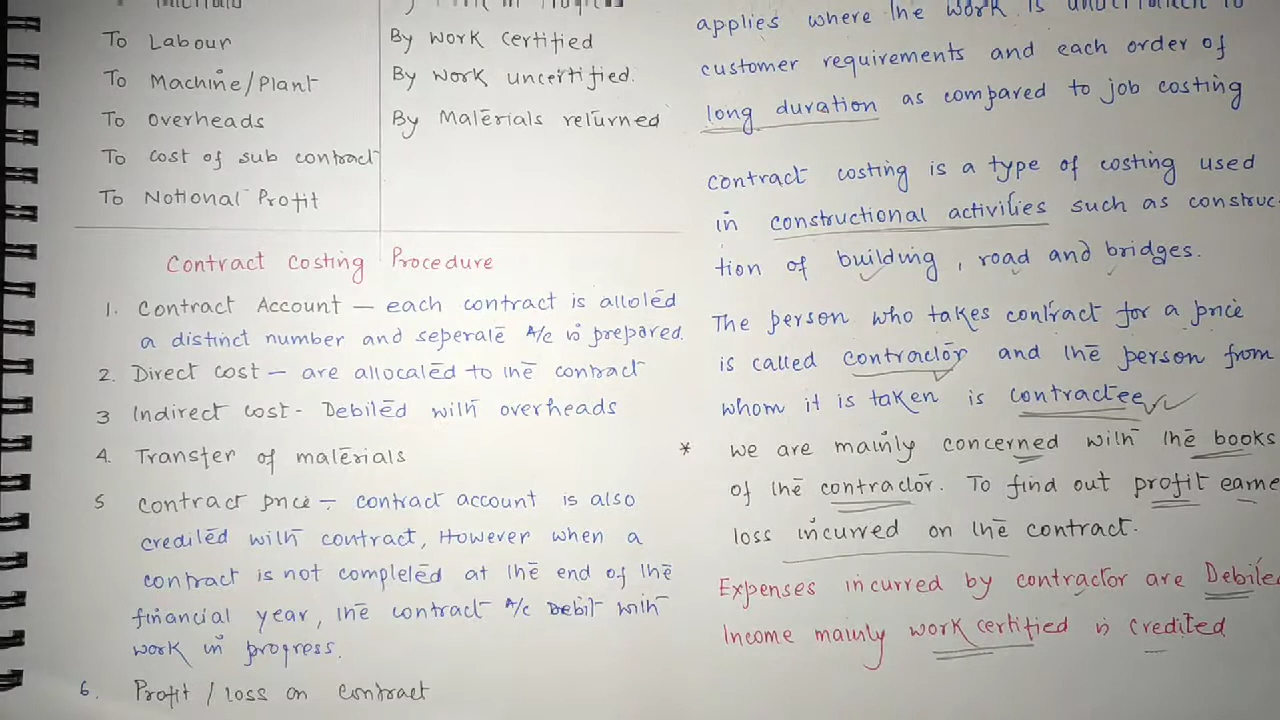 To Labour
To Machine/Plant
To overheads
To cost of sub contract
To Notional Profit
By work certified
By work uncertified.
By Materials returned
Contract Costing Procedure
1. Contract Account — each contract is alloted
a distinct number and seperate A/c is prepared.
2. Direct cost — are allocated to the contract
3 Indirect cost - Debited with overheads
4. Transfer of materials
5 contract price - contract account is also
credited with contract, However when a
contract is not completed at the end of the
financial year, the contract A/c Debit with
work in progress.
6. Profit / loss on contract
applies where the work is
customer requirements and each order of
long duration as compared to job costing
contract costing is a type of costing used
in constructional activities such as construc-
tion of building, road and bridges.
The person who takes contract for a price
is called contractor and the person from
whom it is taken is contractee
* we are mainly concerned with the books
of the contractor. To find out profit earne
loss incurred on the contract.
Expenses incurred by contractor are Debited
Income mainly work certified is credited